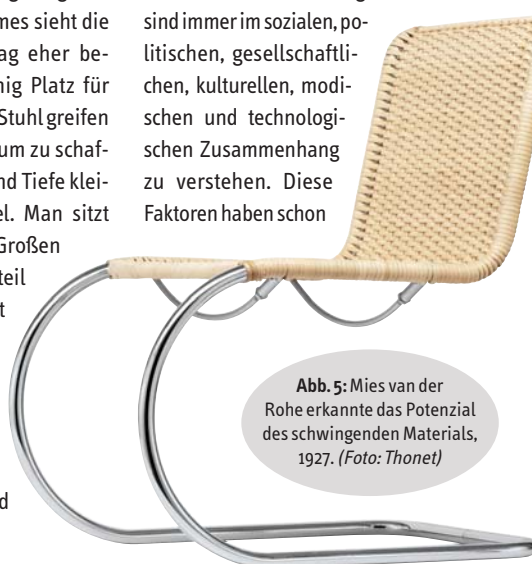 mes sieht die
ag eher be-
nig Platz für
Stuhl greifen
um zu schaf-
nd Tiefe klei-
el. Man sitzt
Großen
teil
t
d
sind immer im sozialen, po-
litischen, gesellschaftli-
chen, kulturellen, modi-
schen und technologi-
schen Zusammenhang
zu verstehen. Diese
Faktoren haben schon
Abb. 5: Mies van der
Rohe erkannte das Potenzial
des schwingenden Materials,
1927. (Foto: Thonet)